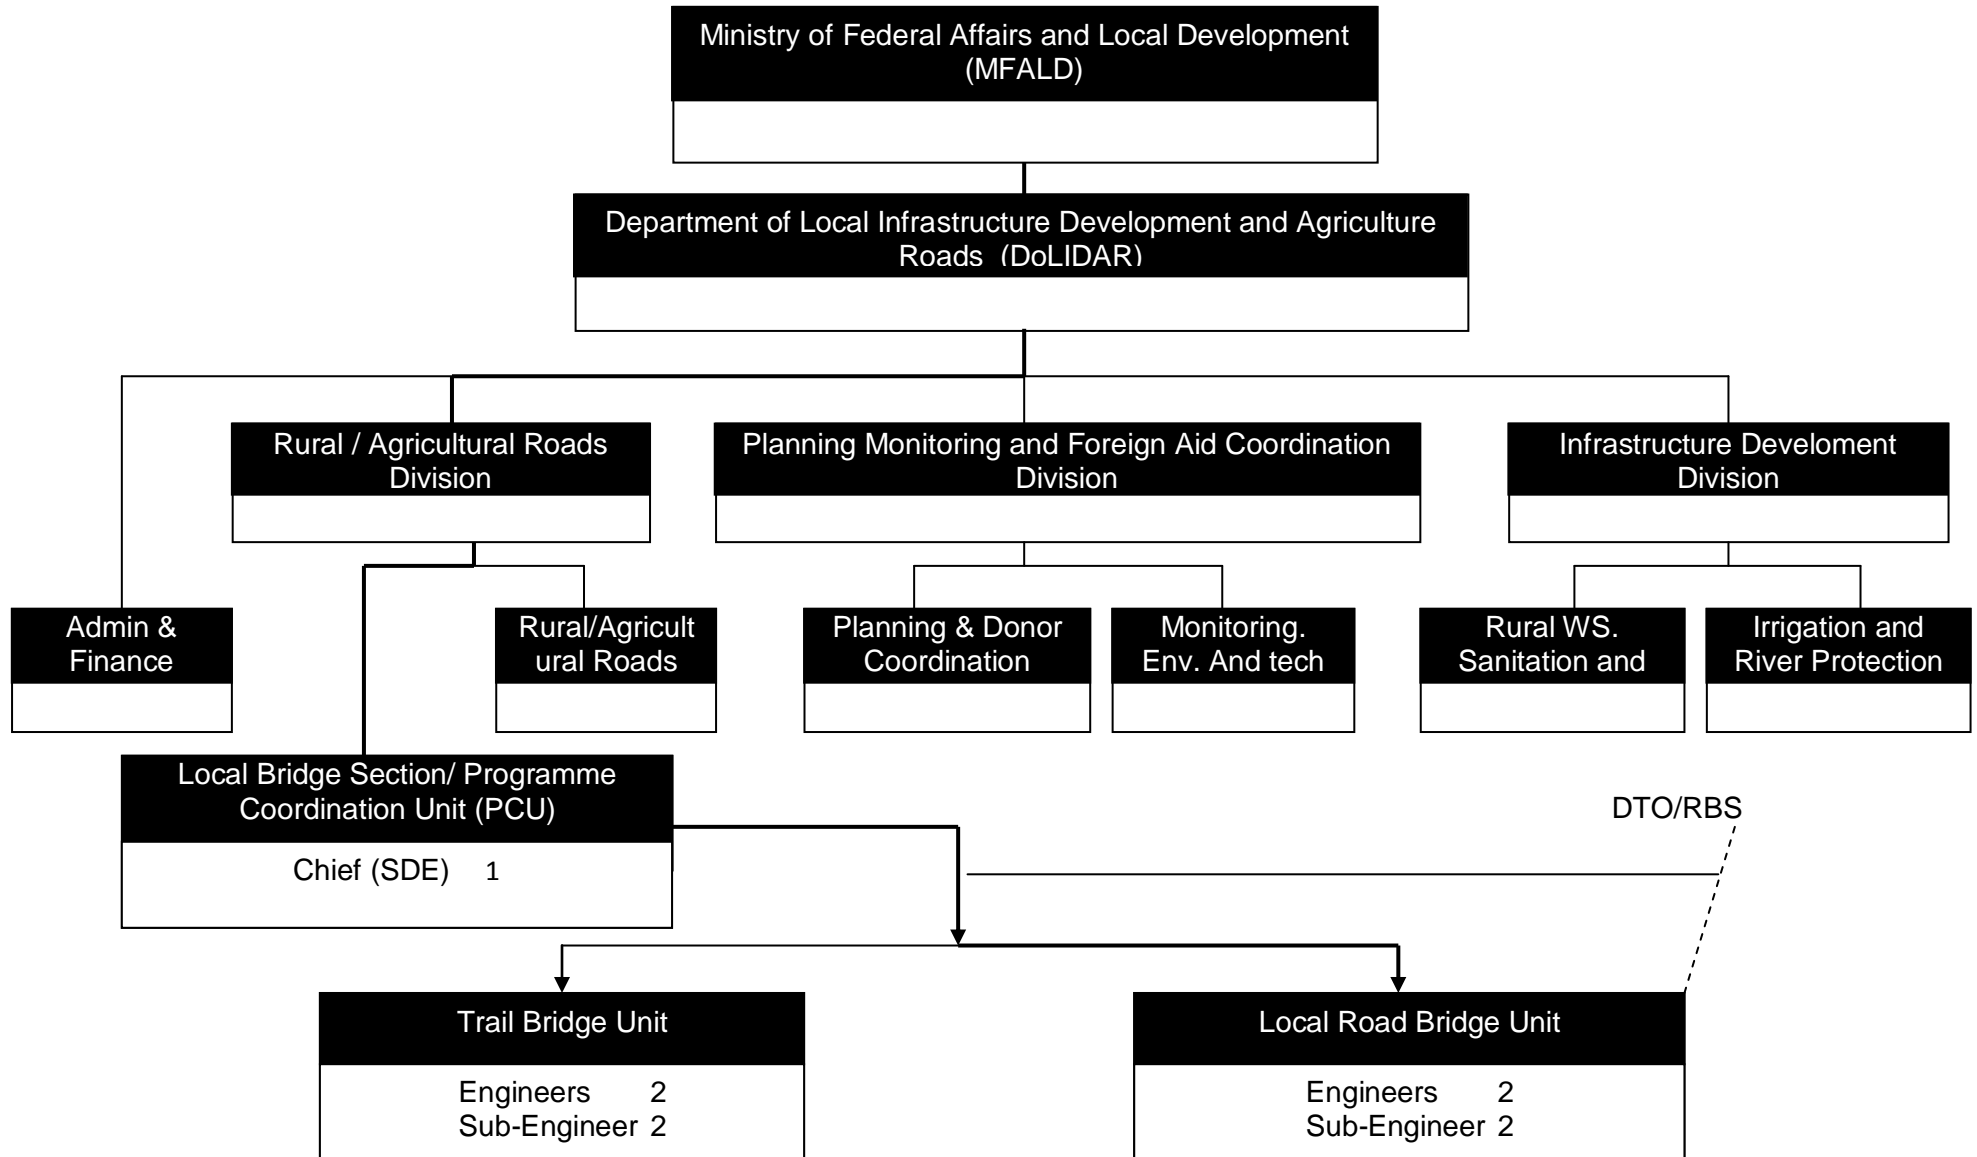 Ministry of Federal Affairs and Local Development
(MFALD)
Department of Local Infrastructure Development and Agriculture
Roads (DoLIDAR)
Rural / Agricultural Roads
Division
Planning Monitoring and Foreign Aid Coordination
Division
Infrastructure Develoment
Division
Admin &
Finance
Rural/Agricult
ural Roads
Planning & Donor
Coordination
Monitoring.
Env. And tech
Rural WS.
Sanitation and
Irrigation and
River Protection
Local Bridge Section/ Programme
Coordination Unit (PCU)
Chief (SDE) 1
DTO/RBS
Trail Bridge Unit
Engineers 2
Sub-Engineer 2
Local Road Bridge Unit
Engineers 2
Sub-Engineer 2